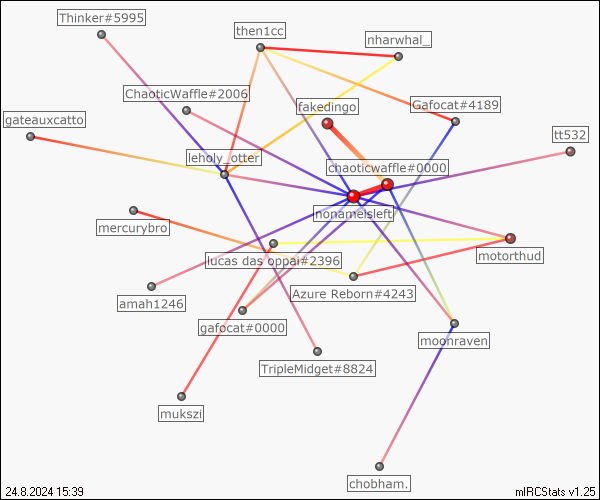 Thinker#5995
then1cc
nharwhal_
ChaoticWaffle#2006
fakedingo
Gafocat#4189
gateauxcatto
tt532
leholy_otter
chaoticwaffle#0000
nonameisleft
mercurybro
motorthud
lucas das oppai#2396
Azure Reborn#4243
amah1246
gafocat#0000
moonraven
TripleMidget#8824
mukszi
chobham.
24.8.2024 15:39
mIRCStats v1.25